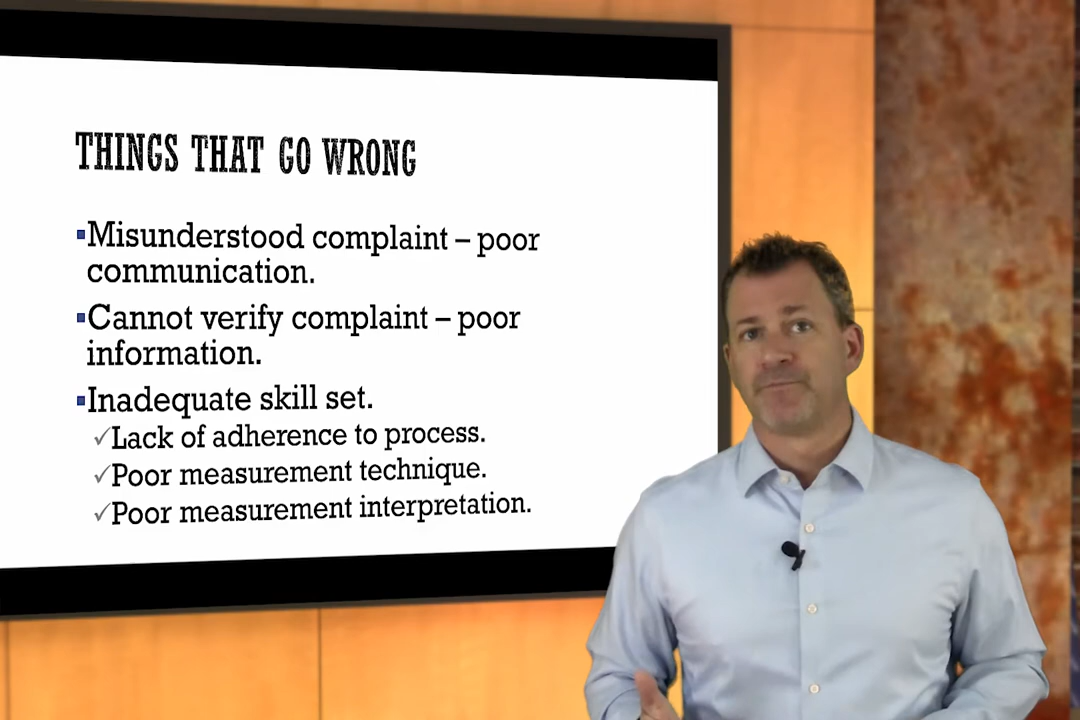 THINGS THAT GO WRONG
▪Misunderstood complaint – poor
communication.
▪Cannot verify complaint – poor
information.
▪Inadequate skill set.
✓Lack of adherence to process.
✓Poor measurement technique.
✓Poor measurement interpretation.